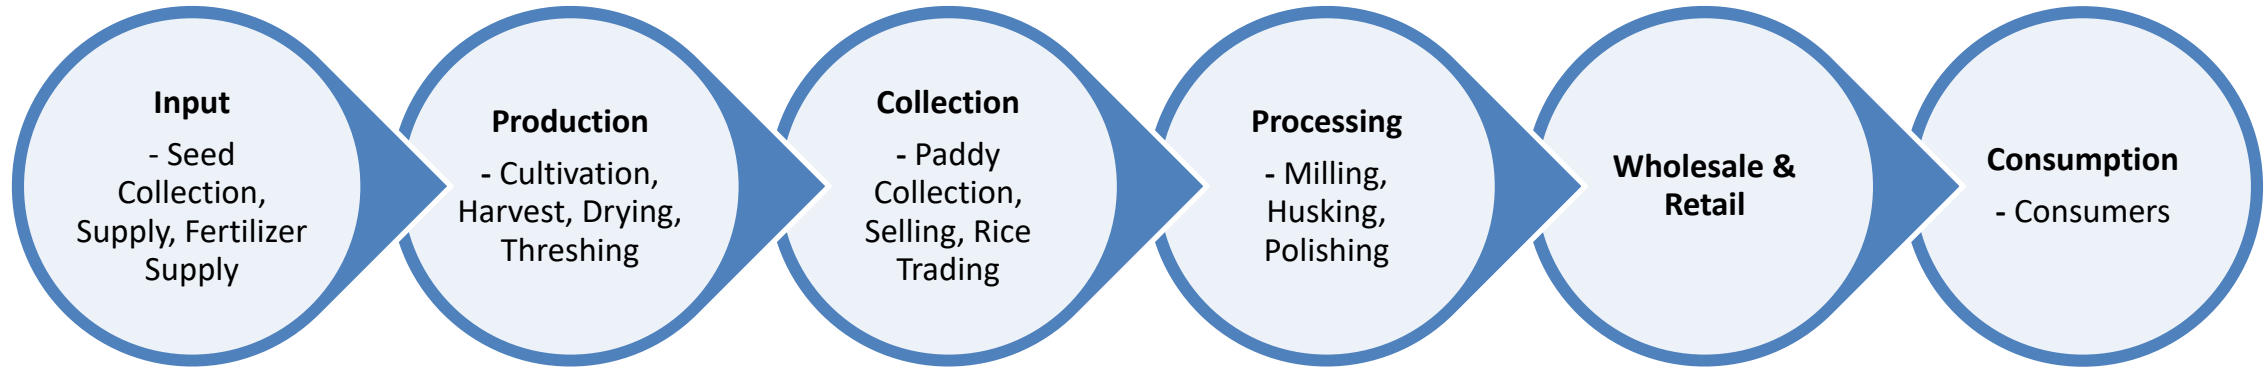 Input
- Seed
Collection,
Supply, Fertilizer
Supply
Production
- Cultivation,
Harvest, Drying,
Threshing
Collection
- Paddy
Collection,
Selling, Rice
Trading
Processing
- Milling,
Husking,
Polishing
Wholesale &
Retail
Consumption
- Consumers